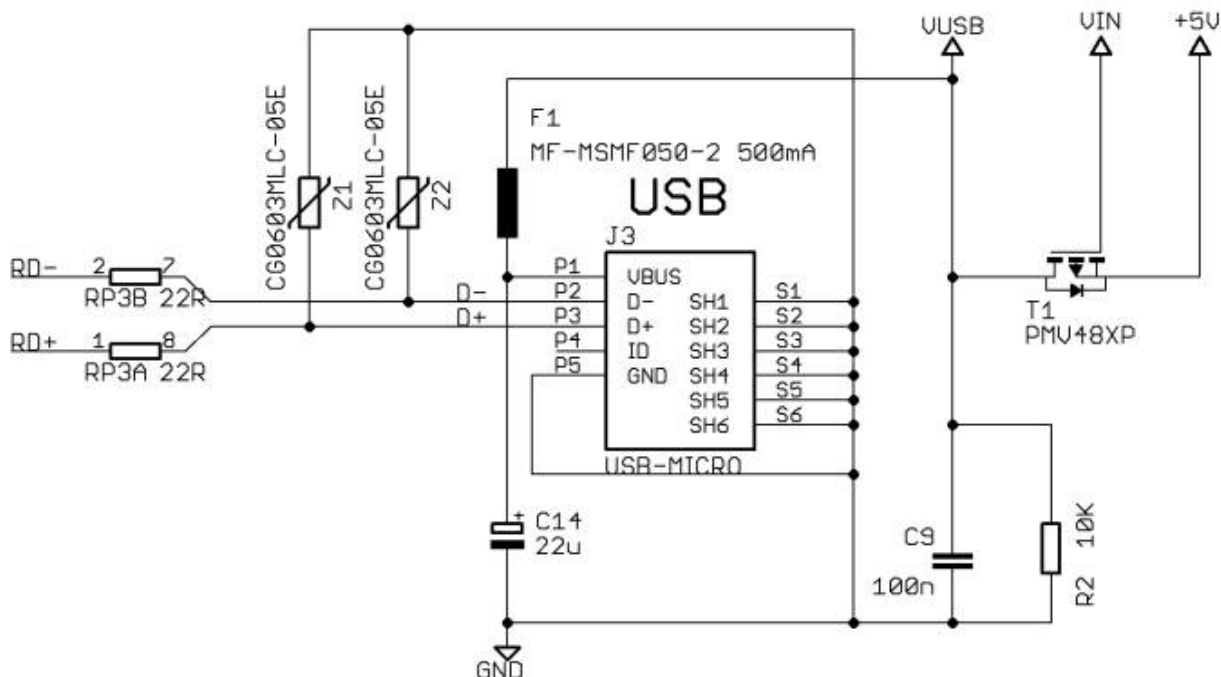 VUSB
VIN
+5V
CG0603MLC-05E
Z1
CG0603MLC-05E
Z2
F1
MF-MSMF050-2 500mA
USB
J3
RD-
2
7
RP3B 22R
RD+
1
8
RP3A 22R
D-
D+
P1
P2
P3
P4
P5
VBUS
D-
D+
ID
GND
SH1
SH2
SH3
SH4
SH5
SH6
S1
S2
S3
S4
S5
S6
USB-MICRO
T1
PMV48XP
+
C14
22u
C9
100n
R2 10K
GND